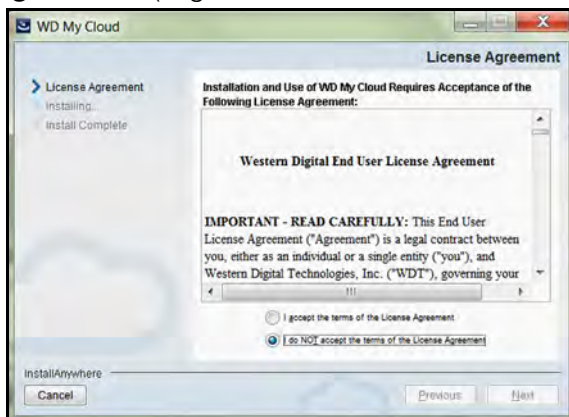 WD My Cloud
License Agreement
License Agreement
Installing...
Install Complete
Installation and Use of WD My Cloud Requires Acceptance of the
Following License Agreement:
Western Digital End User License Agreement
IMPORTANT - READ CAREFULLY: This End User
License Agreement ("Agreement") is a legal contract between
you, either as an individual or a single entity ("you"), and
Western Digital Technologies, Inc. ("WDT"), governing your
I accept the terms of the License Agreement
I do NOT accept the terms of the License Agreement
InstallAnywhere
Cancel
Previous
Next